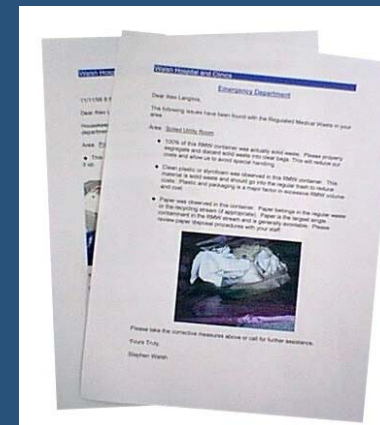 Walsh Hospital and Clinics
Emergency Department
Dear Alex Langlois,
The following issues have been found with the Regulated Medical Waste in your
area
Area: Soiled Utility Room
• 100% of this RMW container was actually solid waste. Please properly
segregate and discard solid waste into clear bags. This will reduce our
costs and allow us to avoid special handling.
• Clean plastic or styrofoam was observed in this RMW container. This
material is solid waste and should go into the regular trash to reduce
costs. Plastic and packaging is a major factor in excessive RMW volume
and cost.
• Paper was observed in this container. Paper belongs in the regular waste
or the recycling stream (if appropriate). Paper is the largest single
contaminant in the RMW stream and is generally avoidable. Please
review paper disposal procedures with your staff.
Please take the corrective measures above or call for further assistance.
Yours Truly,
Stephen Walsh
Walsh Hosp
Dear Alex L
Housekeep
departmen
Area:
• This